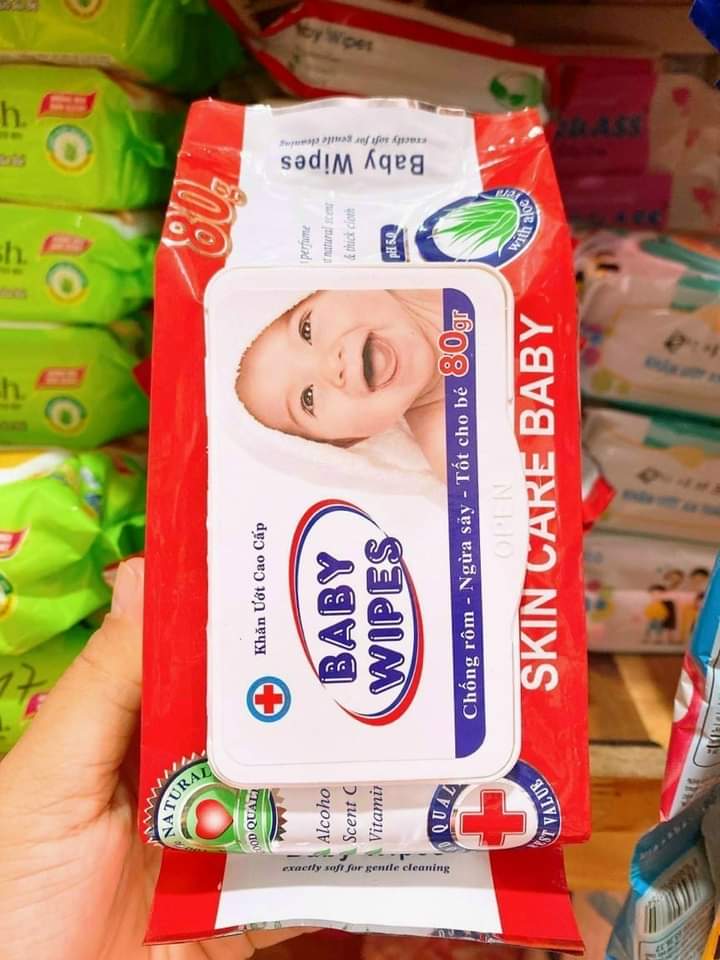 Baby Wipes
exactly soft for gentle cleaning
80g
perfume
natural scent
& thick cloth
pH 5.0
with aloe vera
Khăn Ướt Cao Cấp
BABY
WIPES
Chống rôm - Ngừa sảy - Tốt cho bé 80gr
OPEN
SKIN CARE BABY
NATURAL
Alcoho
Scent
Vitamin
exactly soft for gentle cleaning